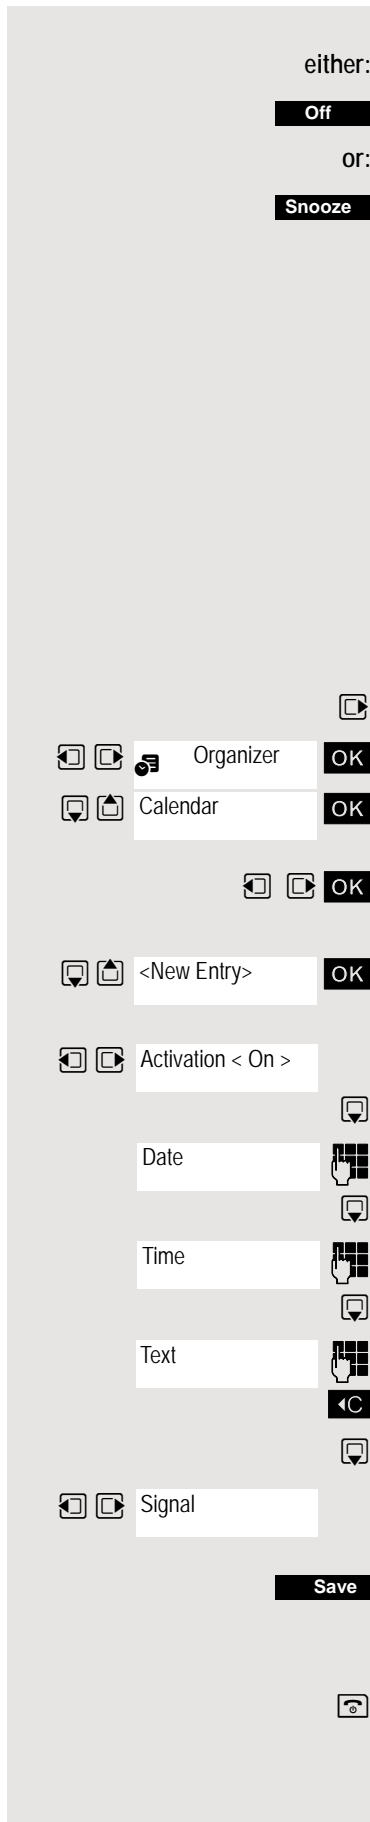 either:
Off
or:
Snooze
Organizer OK
Calendar OK
OK
<New Entry> OK
Activation < On >
Date
Time
Text
C
Signal
Save